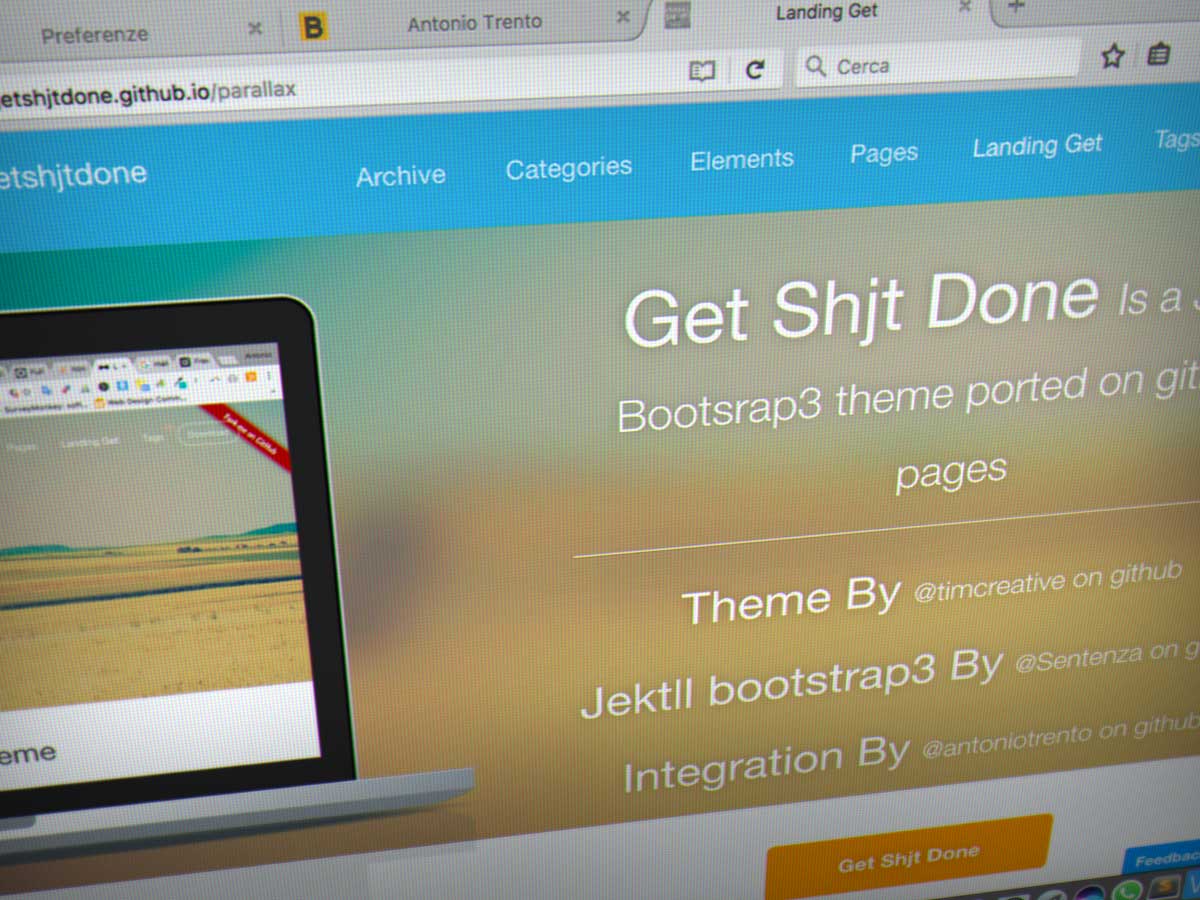 Preferenze
B Antonio Trento
Landing Get
etshjtdone.github.io/parallax
Cerca
etshjtdone
Archive
Categories
Elements
Pages
Landing Get
Tags
Get Shjt Done Is a
Bootsrap3 theme ported on git
pages
Theme By @timcreative on github
Jektll bootstrap3 By @Sentenza on g
Integration By @antoniotrento on github
Get Shjt Done
Feedbac
Antonio
Pages
Landing Get
Tags
Download
Fork me on GitHub
eme